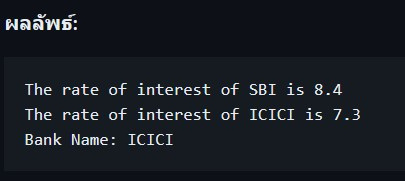 ผลลัพธ์:
The rate of interest of SBI is 8.4
The rate of interest of ICICI is 7.3
Bank Name: ICICI